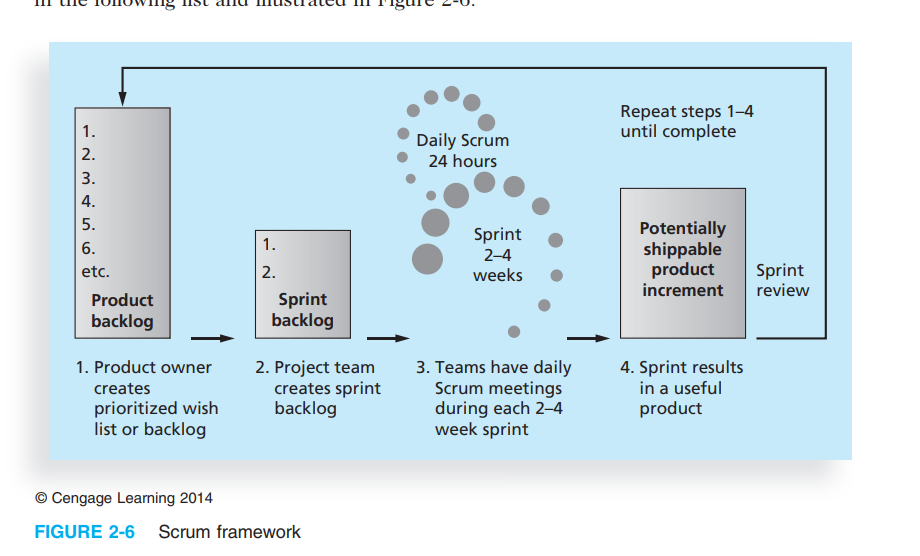 in the following list and illustrated in Figure 2-6.
Repeat steps 1–4
until complete
1.
2.
3.
4.
5.
6.
etc.
Product
backlog
1.
2.
Sprint
backlog
Daily Scrum
24 hours
Sprint
2–4
weeks
Potentially
shippable
product
increment
Sprint
review
1. Product owner
creates
prioritized wish
list or backlog
2. Project team
creates sprint
backlog
3. Teams have daily
Scrum meetings
during each 2–4
week sprint
4. Sprint results
in a useful
product
© Cengage Learning 2014
FIGURE 2-6 Scrum framework